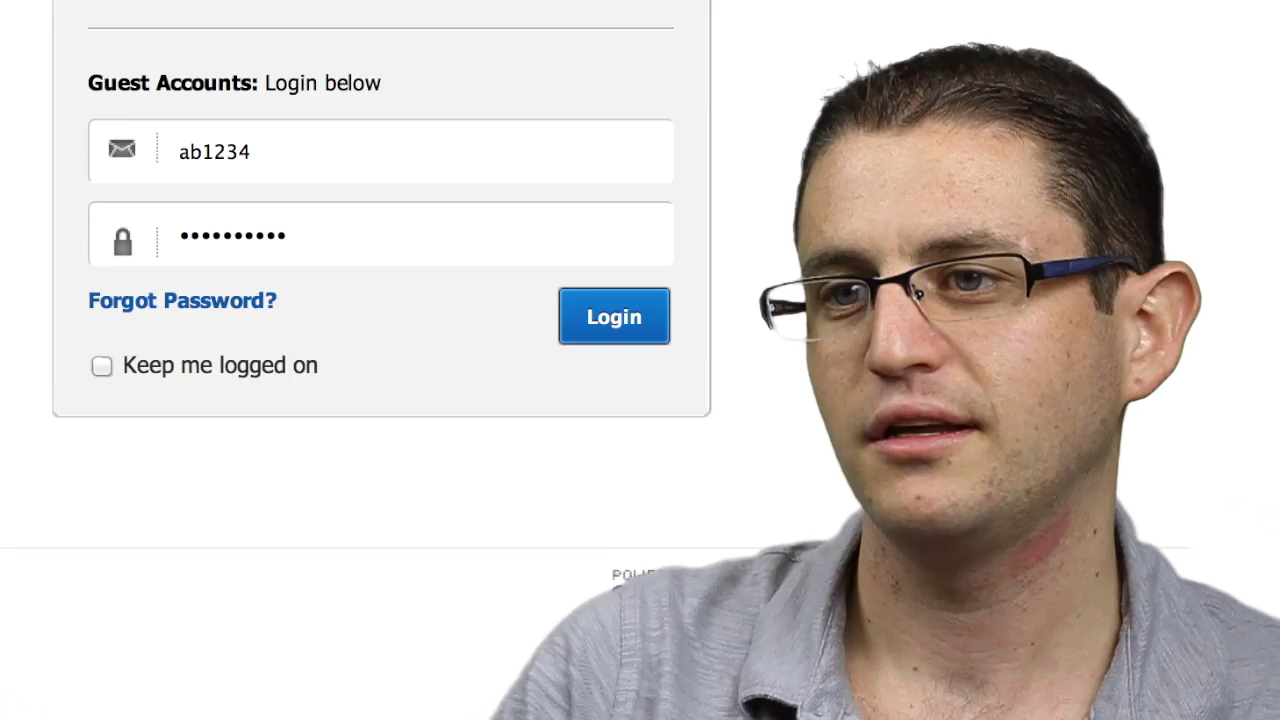 Guest Accounts: Login below
ab1234
••••••••••
Forgot Password?
Login
Keep me logged on